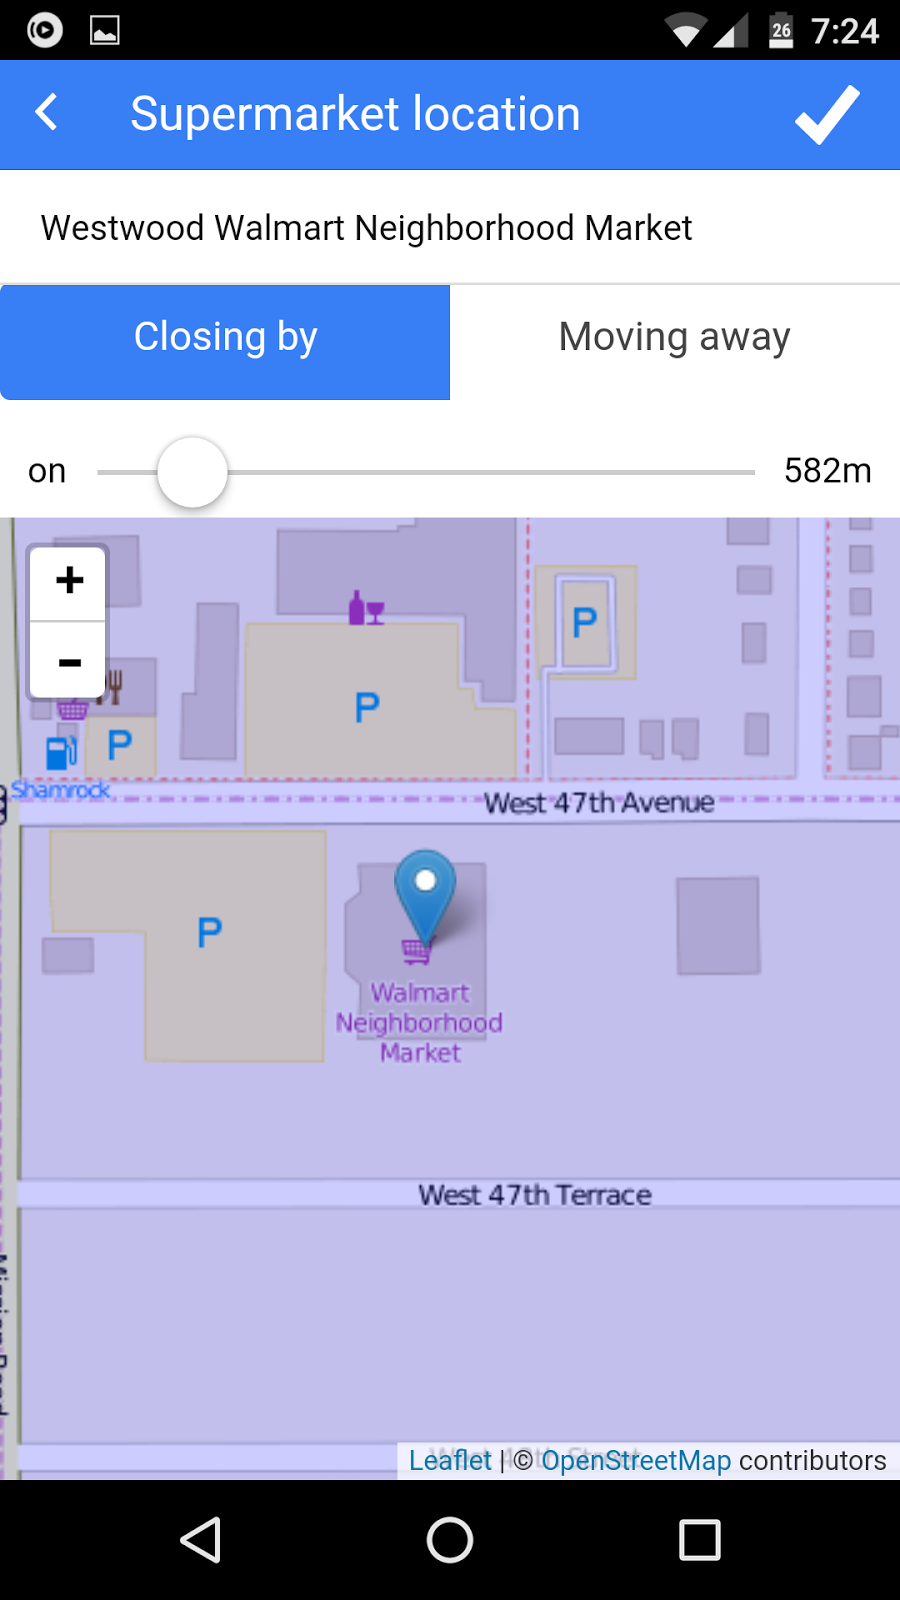 26 7:24
Supermarket location
Westwood Walmart Neighborhood Market
Closing by Moving away
on 582m
+
−
P
P
P
Shamrock
West 47th Avenue
P
Walmart
Neighborhood
Market
West 47th Terrace
Leaflet | © OpenStreetMap contributors